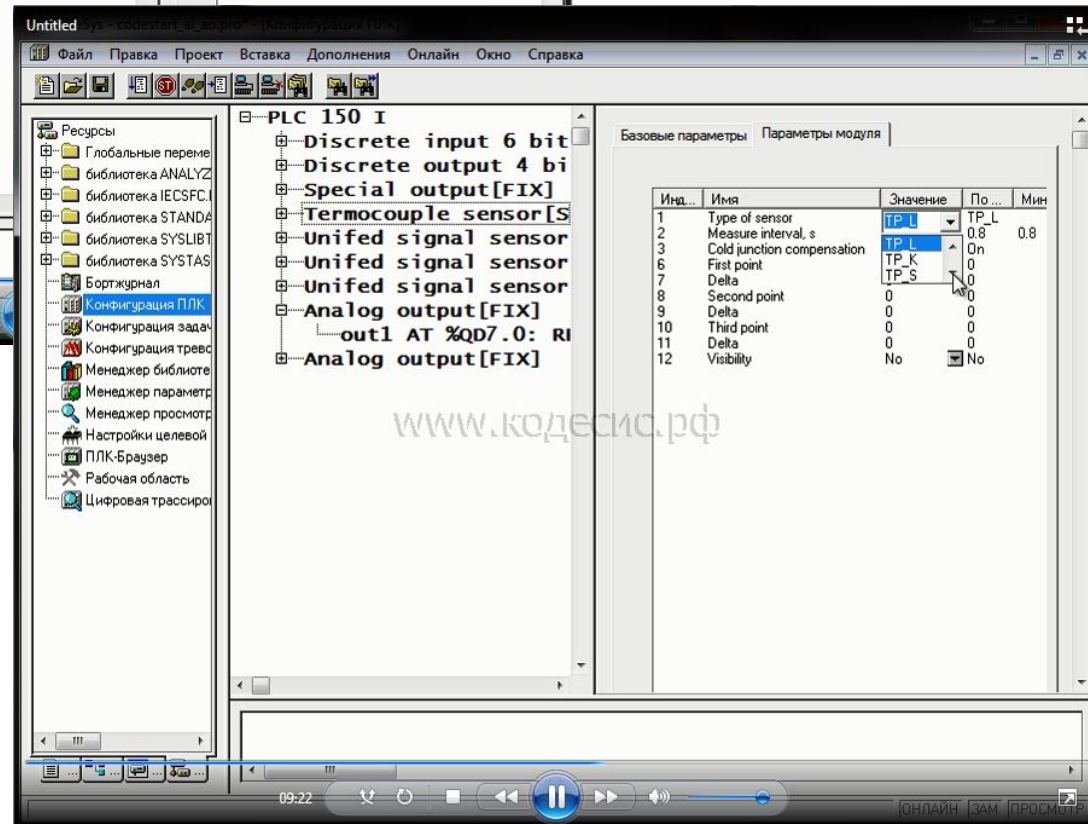 Untitled
Sys - codestart_ai_ao.pro* - [Конфигурация ПЛК]
Файл Правка Проект Вставка Дополнения Онлайн Окно Справка
Ресурсы
Глобальные переме
библиотека ANALYZ
библиотека IECSFC.l
библиотека STANDA
библиотека SYSLIBT
библиотека SYSTAS
Бортжурнал
Конфигурация ПЛК
Конфигурация задач
Конфигурация трево
Менеджер библиоте
Менеджер параметр
Менеджер просмотр
Настройки целевой
ПЛК-Браузер
Рабочая область
Цифровая трассиров
PLC 150 I
Discrete input 6 bit
Discrete output 4 bi
Special output[FIX]
Termocouple sensor[S
Unifed signal sensor
Unifed signal sensor
Unifed signal sensor
Analog output[FIX]
out1 AT %QD7.0: RE
Analog output[FIX]
Базовые параметры Параметры модуля
Инд... Имя Значение По ... Мин
1 Type of sensor TP_L TP_L
2 Measure interval, s 0.8 0.8
3 Cold junction compensation On
6 First point 0
7 Delta 0
8 Second point 0 0
9 Delta 0 0
10 Third point 0 0
11 Delta 0 0
12 Visibility No No
TP_L
TP_K
TP_S
www.кодесис.рф
09:22
ОНЛАЙН ЗАМ ПРОСМОТР